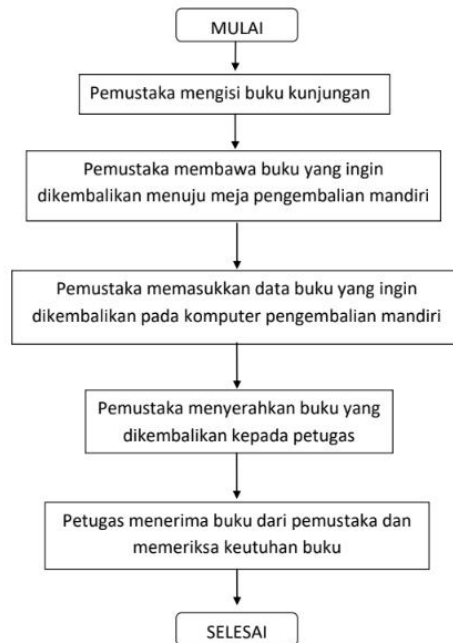 MULAI
Pemustaka mengisi buku kunjungan
Pemustaka membawa buku yang ingin
dikembalikan menuju meja pengembalian mandiri
Pemustaka memasukkan data buku yang ingin
dikembalikan pada komputer pengembalian mandiri
Pemustaka menyerahkan buku yang
dikembalikan kepada petugas
Petugas menerima buku dari pemustaka dan
memeriksa keutuhan buku
SELESAI